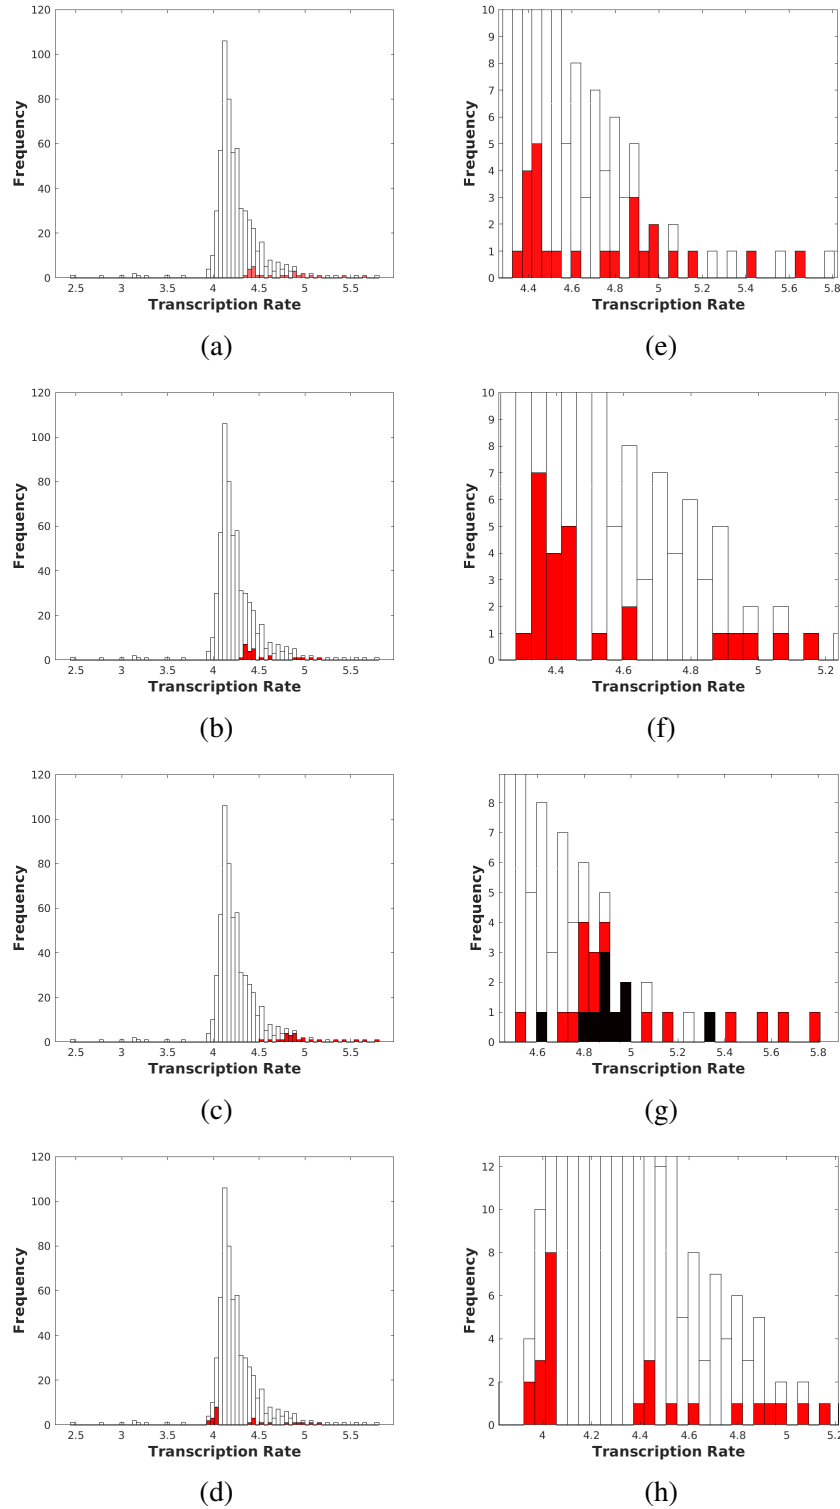 120
100
80
60
40
20
0
Frequency
2.5 3 3.5 4 4.5 5 5.5
Transcription Rate
(a)
10
9
8
7
6
5
4
3
2
1
0
Frequency
4.4 4.6 4.8 5 5.2 5.4 5.6 5.8
Transcription Rate
(e)
120
100
80
60
40
20
0
Frequency
2.5 3 3.5 4 4.5 5 5.5
Transcription Rate
(b)
10
9
8
7
6
5
4
3
2
1
0
Frequency
4.4 4.6 4.8 5 5.2
Transcription Rate
(f)
120
100
80
60
40
20
0
Frequency
2.5 3 3.5 4 4.5 5 5.5
Transcription Rate
(c)
8
7
6
5
4
3
2
1
0
Frequency
4.6 4.8 5 5.2 5.4 5.6 5.8
Transcription Rate
(g)
120
100
80
60
40
20
0
Frequency
2.5 3 3.5 4 4.5 5 5.5
Transcription Rate
(d)
12
10
8
6
4
2
0
Frequency
4 4.2 4.4 4.6 4.8 5 5.2
Transcription Rate
(h)